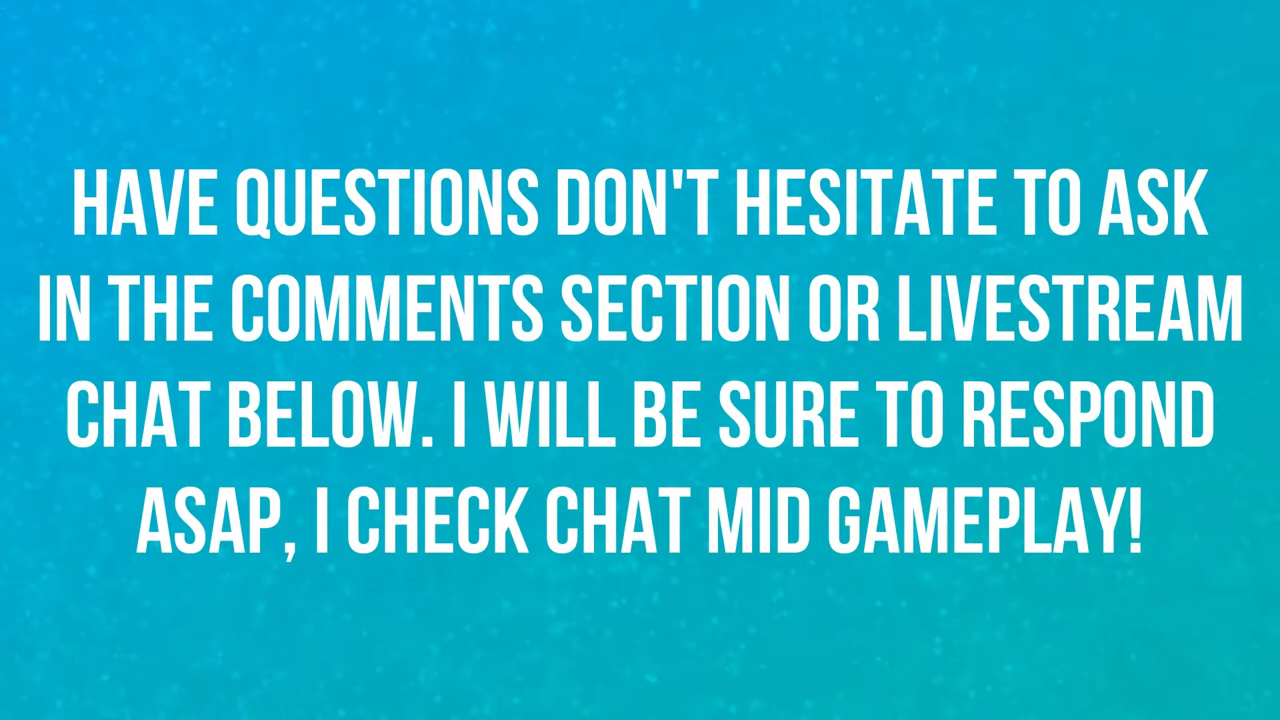 HAVE QUESTIONS DON'T HESITATE TO ASK
IN THE COMMENTS SECTION OR LIVESTREAM
CHAT BELOW. I WILL BE SURE TO RESPOND
ASAP, I CHECK CHAT MID GAMEPLAY!